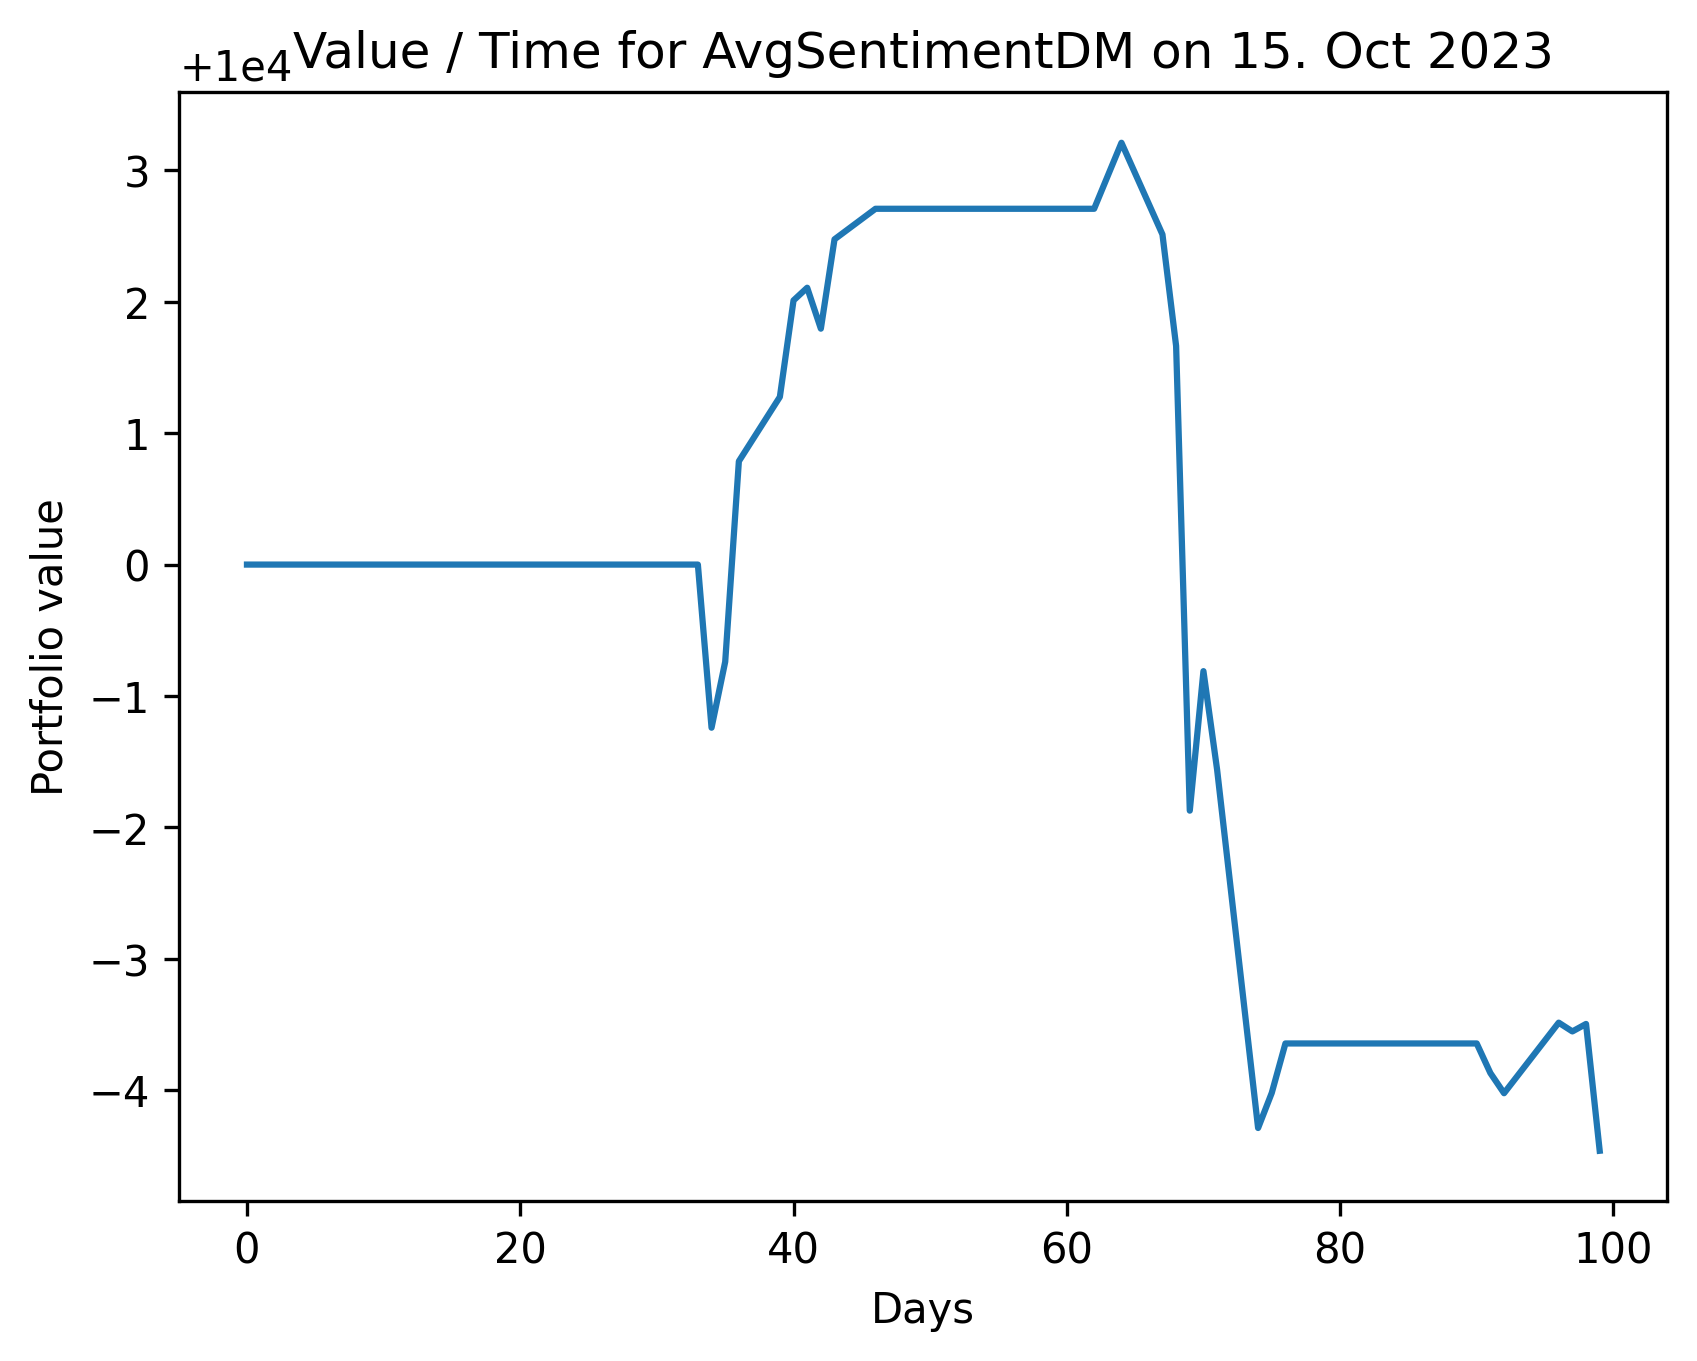 Value / Time for AvgSentimentDM on 15. Oct 2023
+1e4
3
2
1
0
−1
−2
−3
−4
Portfolio value
0 20 40 60 80 100
Days